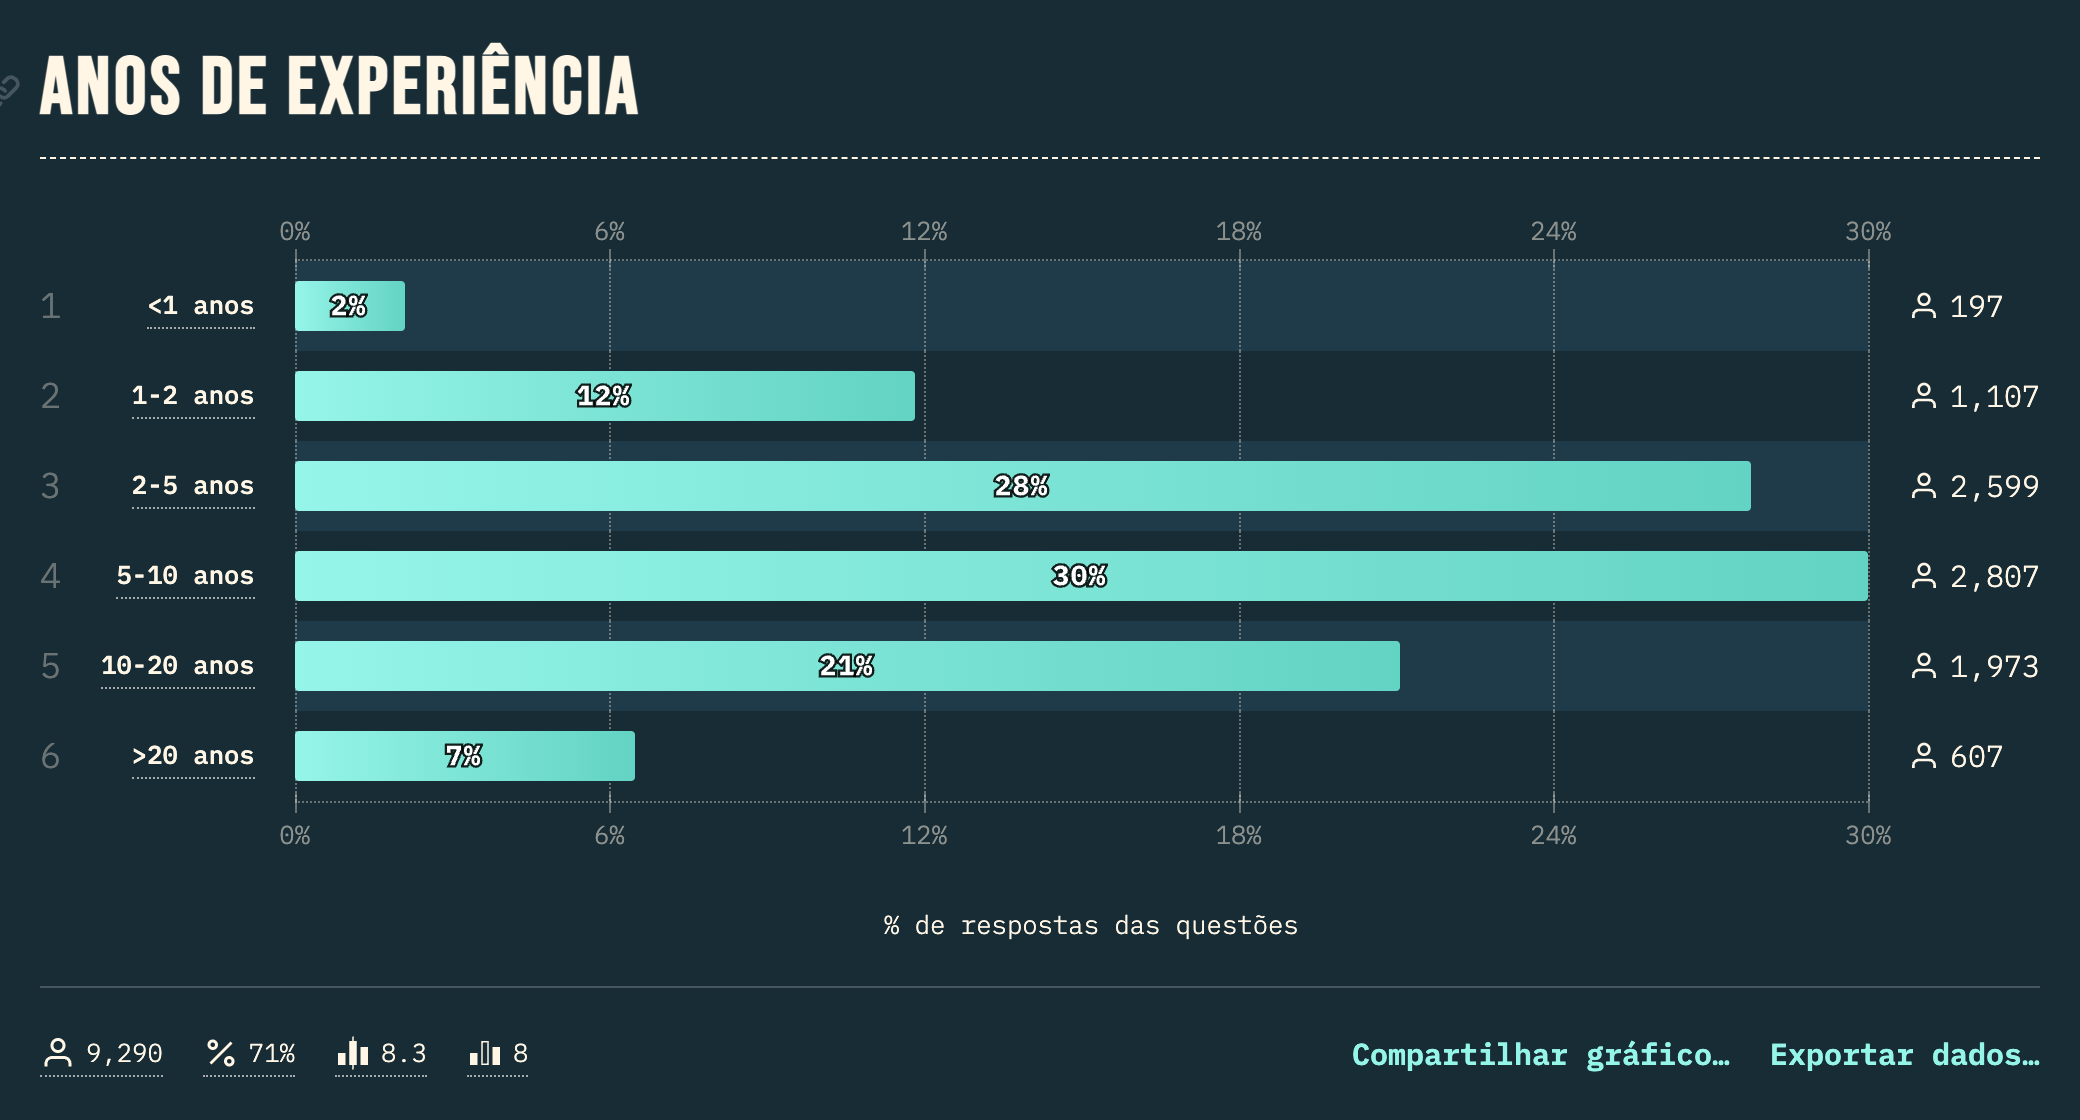 ANOS DE EXPERIÊNCIA
0% 6% 12% 18% 24% 30%
1 <1 anos 2% 197
2 1-2 anos 12% 1,107
3 2-5 anos 28% 2,599
4 5-10 anos 30% 2,807
5 10-20 anos 21% 1,973
6 >20 anos 7% 607
0% 6% 12% 18% 24% 30%
% de respostas das questões
9,290 71% 8.3 8 Compartilhar gráfico… Exportar dados…